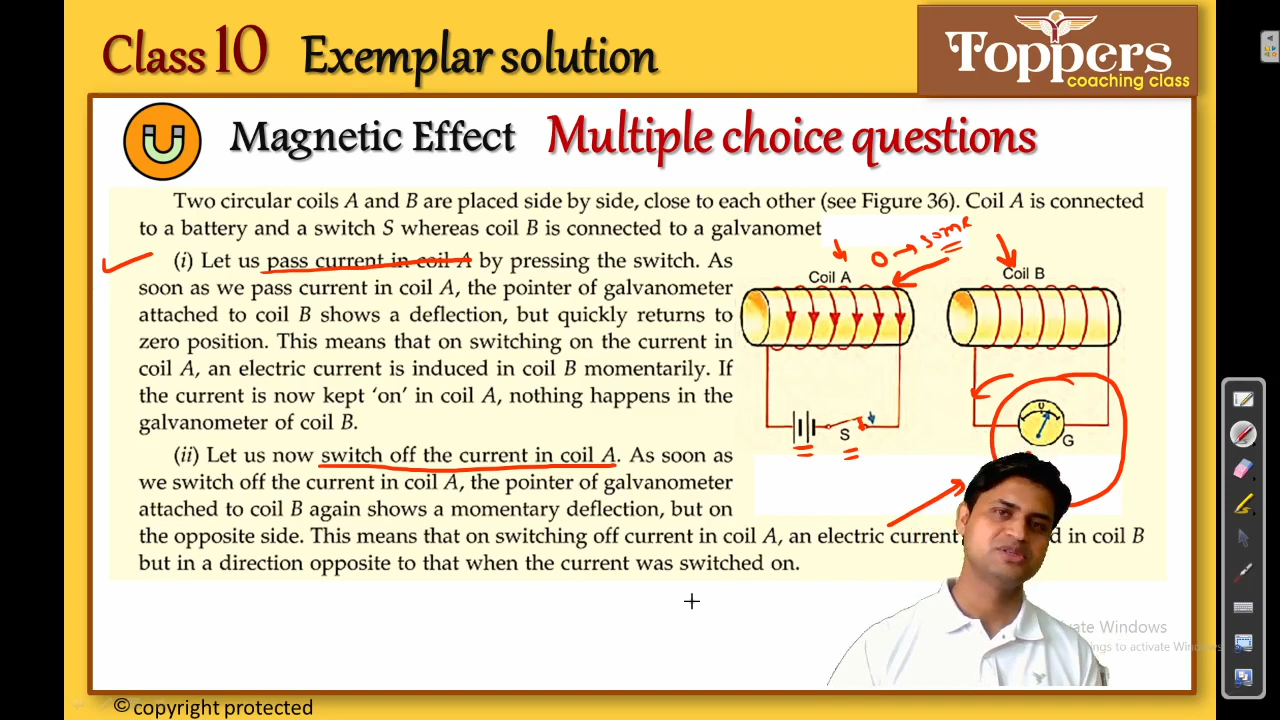 Class 10 Exemplar solution
Toppers
coaching class
Magnetic Effect Multiple choice questions
Two circular coils A and B are placed side by side, close to each other (see Figure 36). Coil A is connected
to a battery and a switch S whereas coil B is connected to a galvanomet
(i) Let us pass current in coil A by pressing the switch. As
soon as we pass current in coil A, the pointer of galvanometer
attached to coil B shows a deflection, but quickly returns to
zero position. This means that on switching on the current in
coil A, an electric current is induced in coil B momentarily. If
the current is now kept ‘on’ in coil A, nothing happens in the
galvanometer of coil B.
(ii) Let us now switch off the current in coil A. As soon as
we switch off the current in coil A, the pointer of galvanometer
attached to coil B again shows a momentary deflection, but on
the opposite side. This means that on switching off current in coil A, an electric current d in coil B
but in a direction opposite to that when the current was switched on.
0 → some
Coil A
Coil B
S
G
vate Windows
ings to activate Windows
© copyright protected